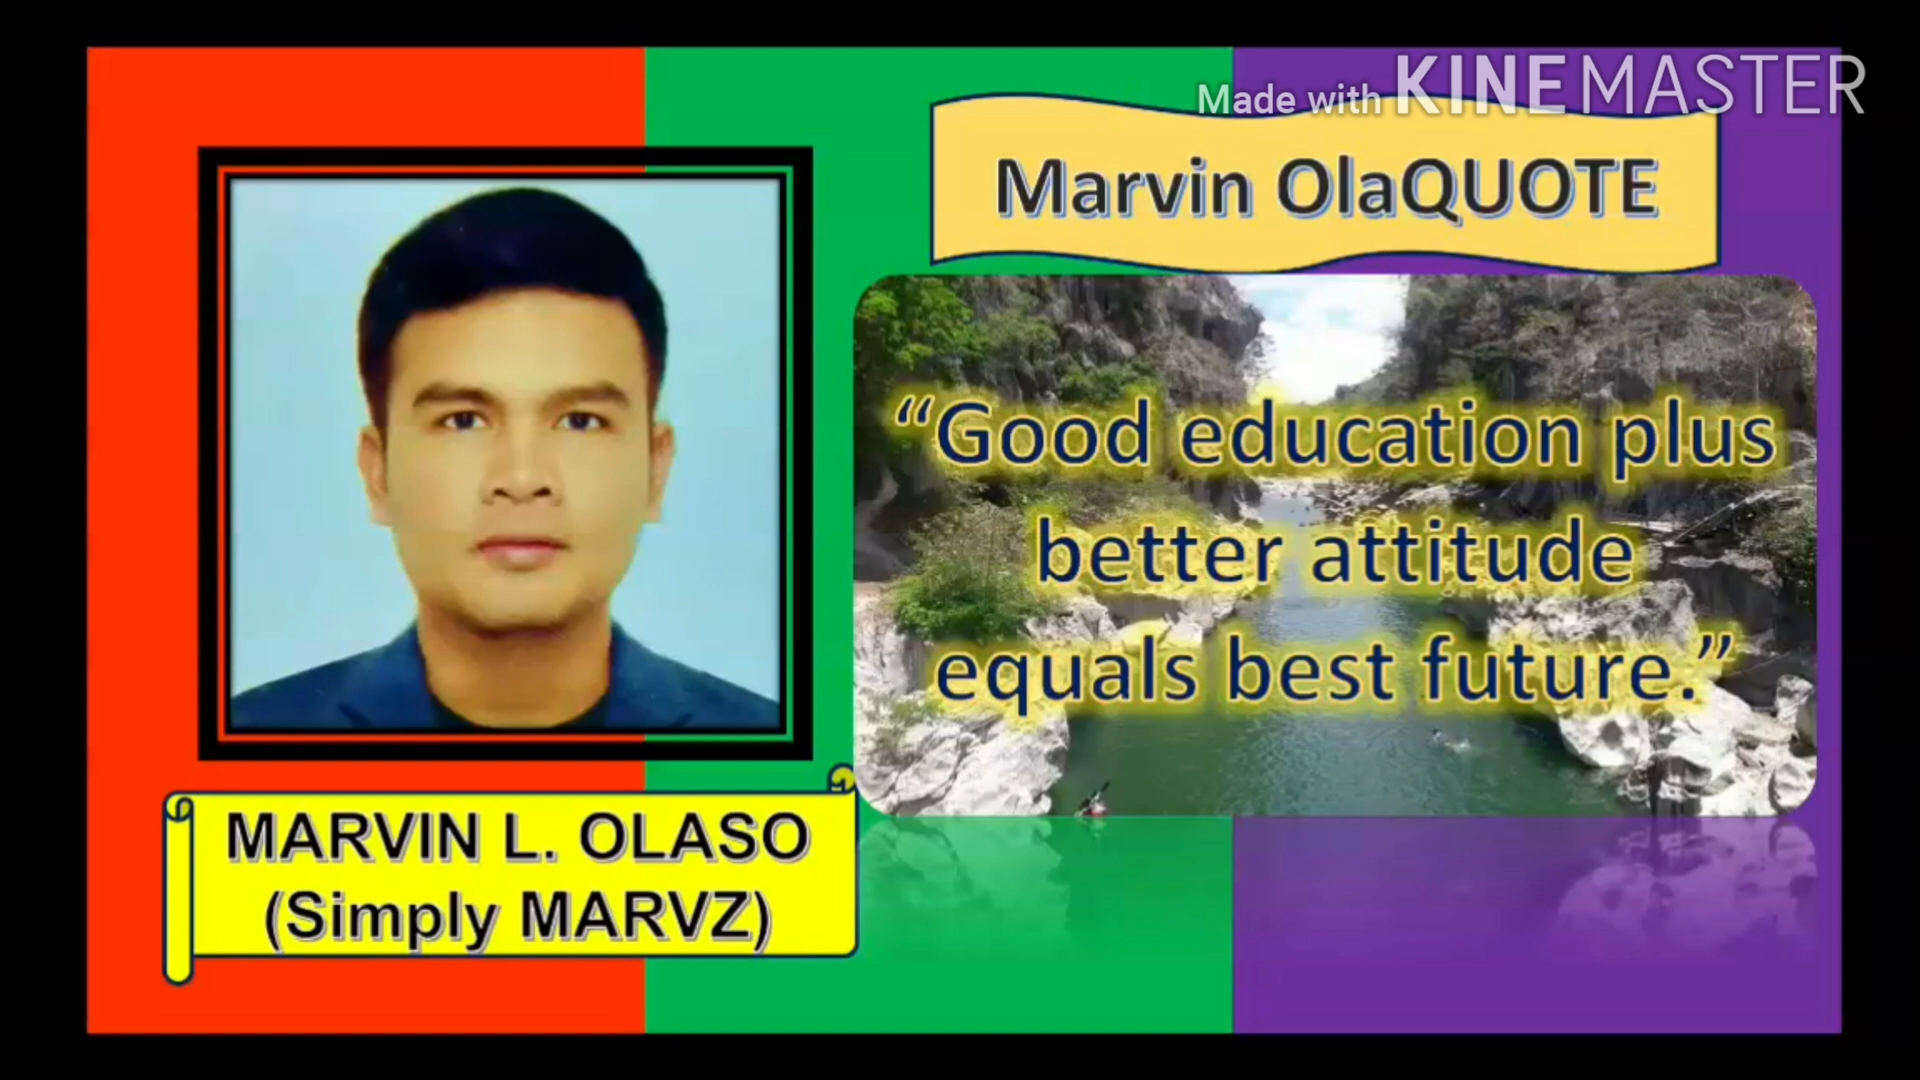 Made with KINEMASTER
Marvin OlaQUOTE
“Good education plus
better attitude
equals best future.”
MARVIN L. OLASO
(Simply MARVZ)